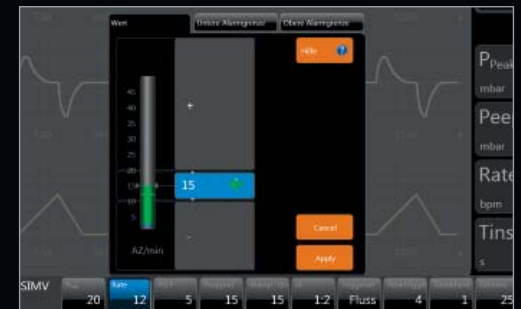 Wert
Untere Alarmgrenze
Obere Alarmgrenze
Hilfe ?
45
40
35
30
25
20
15
10
5
+
15
-
AZ/min
Cancel
Apply
PPeak
mbar
Peep
mbar
Rate
bpm
Tins
s
SIMV
20
Rate
12
5
15
15
1:2
Fluss
4
1
25